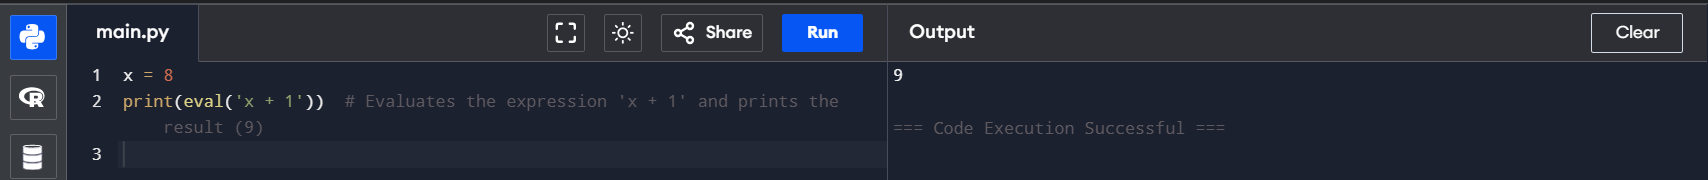 main.py
Share
Run
Output
Clear
1 x = 8
2 print(eval('x + 1'))  # Evaluates the expression 'x + 1' and prints the
result (9)
3
9
=== Code Execution Successful ===